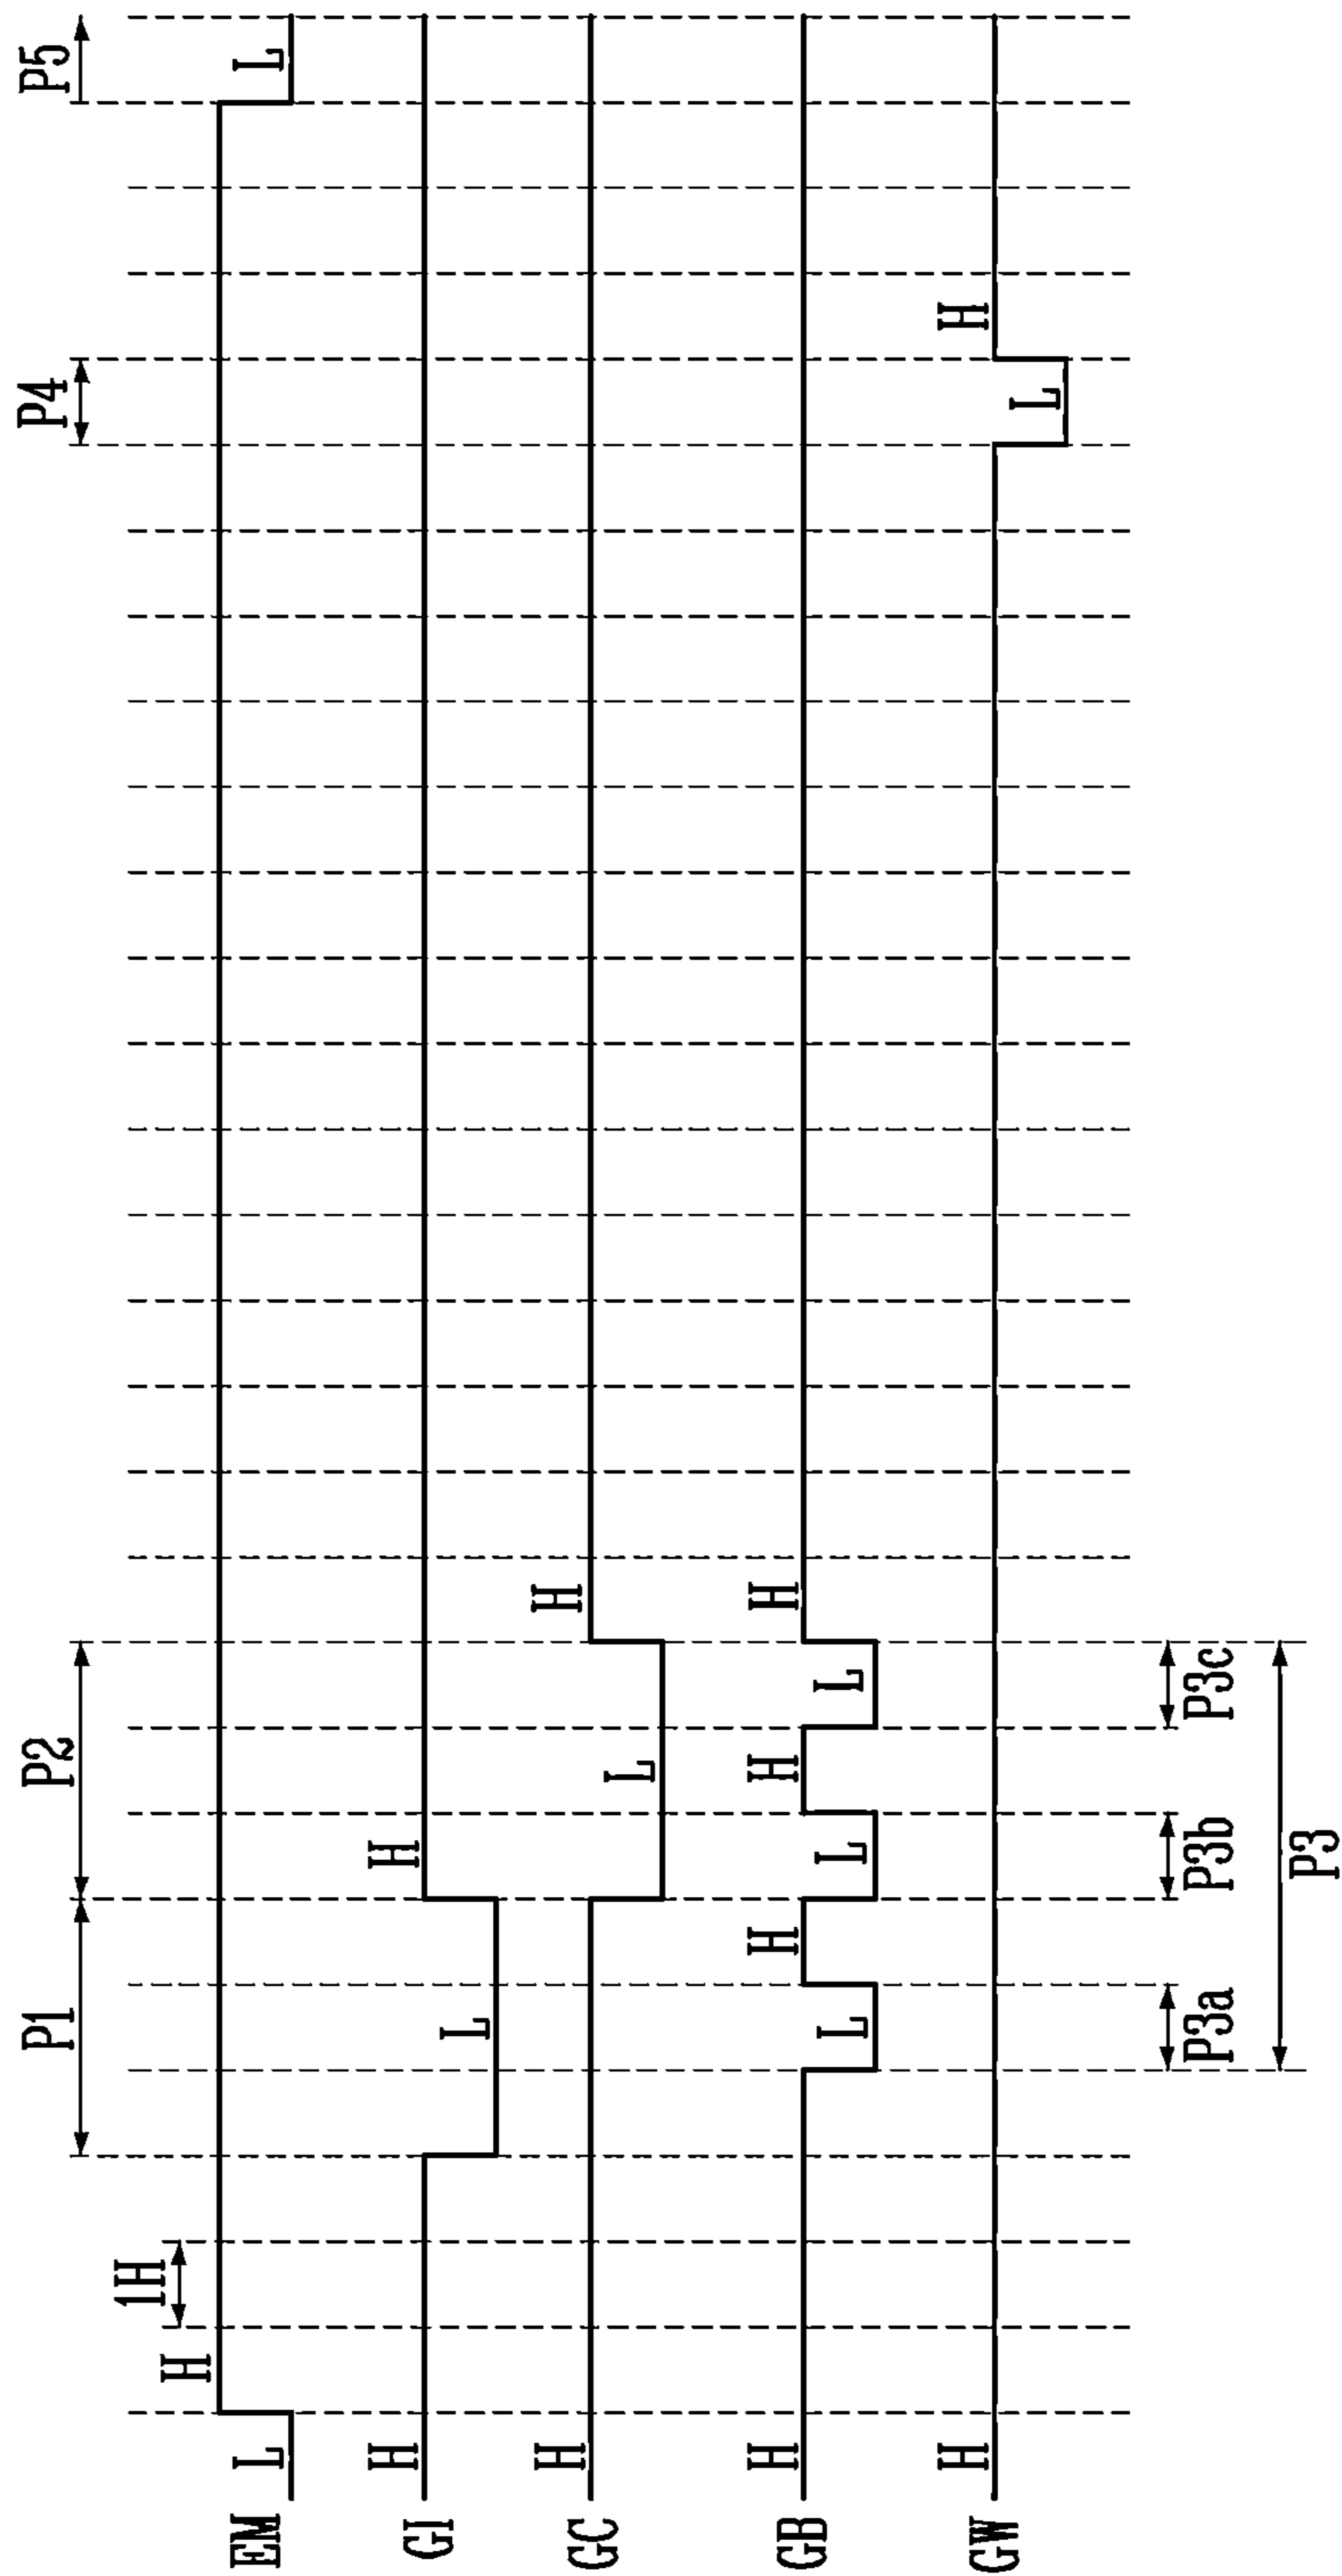 P1 P2 P4 P5
1H
EM L H L
GI H L H
GC H L H
GB H L H L H L H
GW H L H
P3a P3b P3c
P3